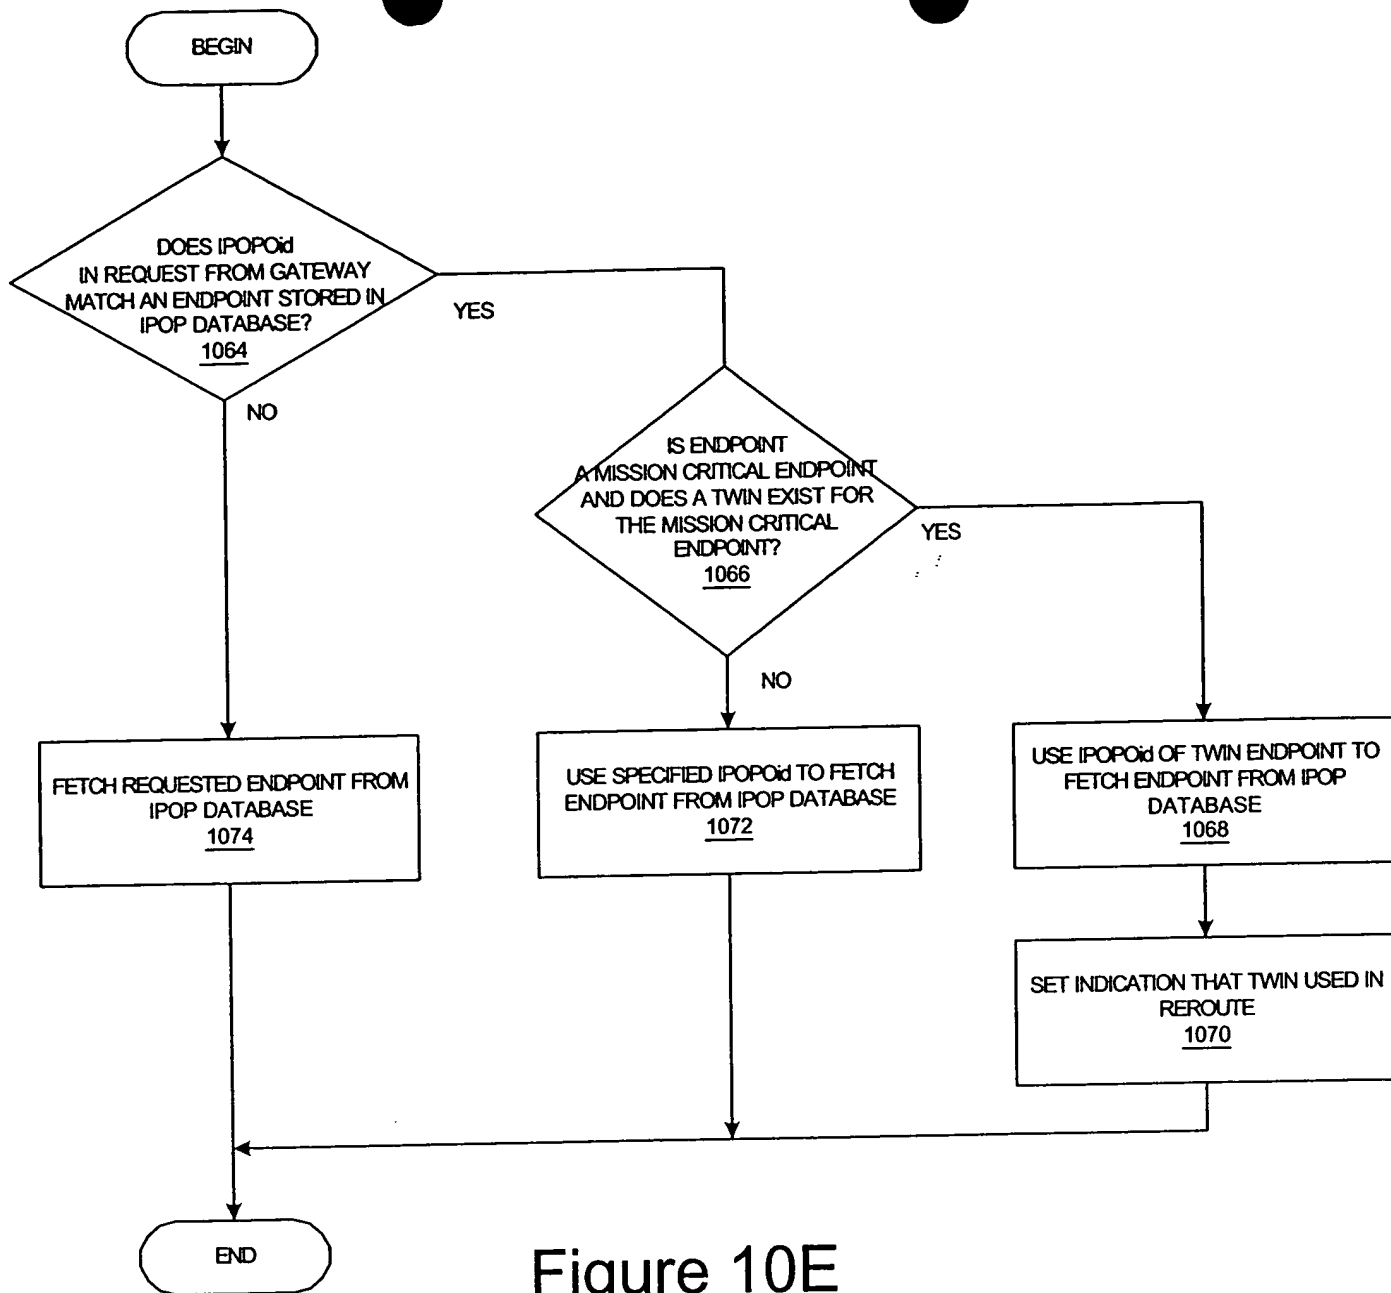 BEGIN
DOES IPOPOid
IN REQUEST FROM GATEWAY
MATCH AN ENDPOINT STORED IN
IPOP DATABASE?
1064
YES
NO
IS ENDPOINT
A MISSION CRITICAL ENDPOINT
AND DOES A TWIN EXIST FOR
THE MISSION CRITICAL
ENDPOINT?
1066
YES
NO
FETCH REQUESTED ENDPOINT FROM
IPOP DATABASE
1074
USE SPECIFIED IPOPOid TO FETCH
ENDPOINT FROM IPOP DATABASE
1072
USE IPOPOid OF TWIN ENDPOINT TO
FETCH ENDPOINT FROM IPOP
DATABASE
1068
SET INDICATION THAT TWIN USED IN
REROUTE
1070
END
Figure 10E